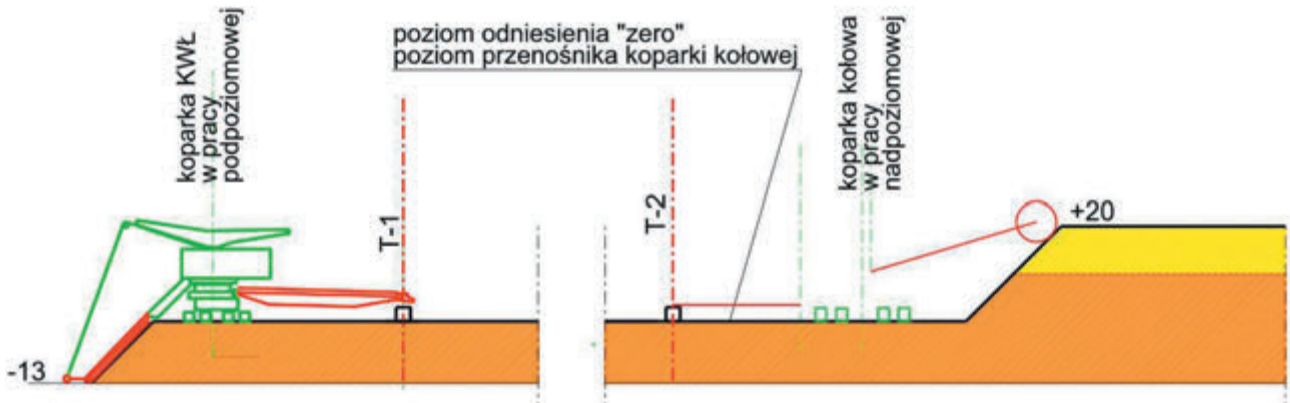 koparka KWŁ
w pracy
podpoziomowej
poziom odniesienia "zero"
poziom przenośnika koparki kołowej
koparka kołowa
w pracy
nadpoziomowej
T-1
T-2
+20
-13